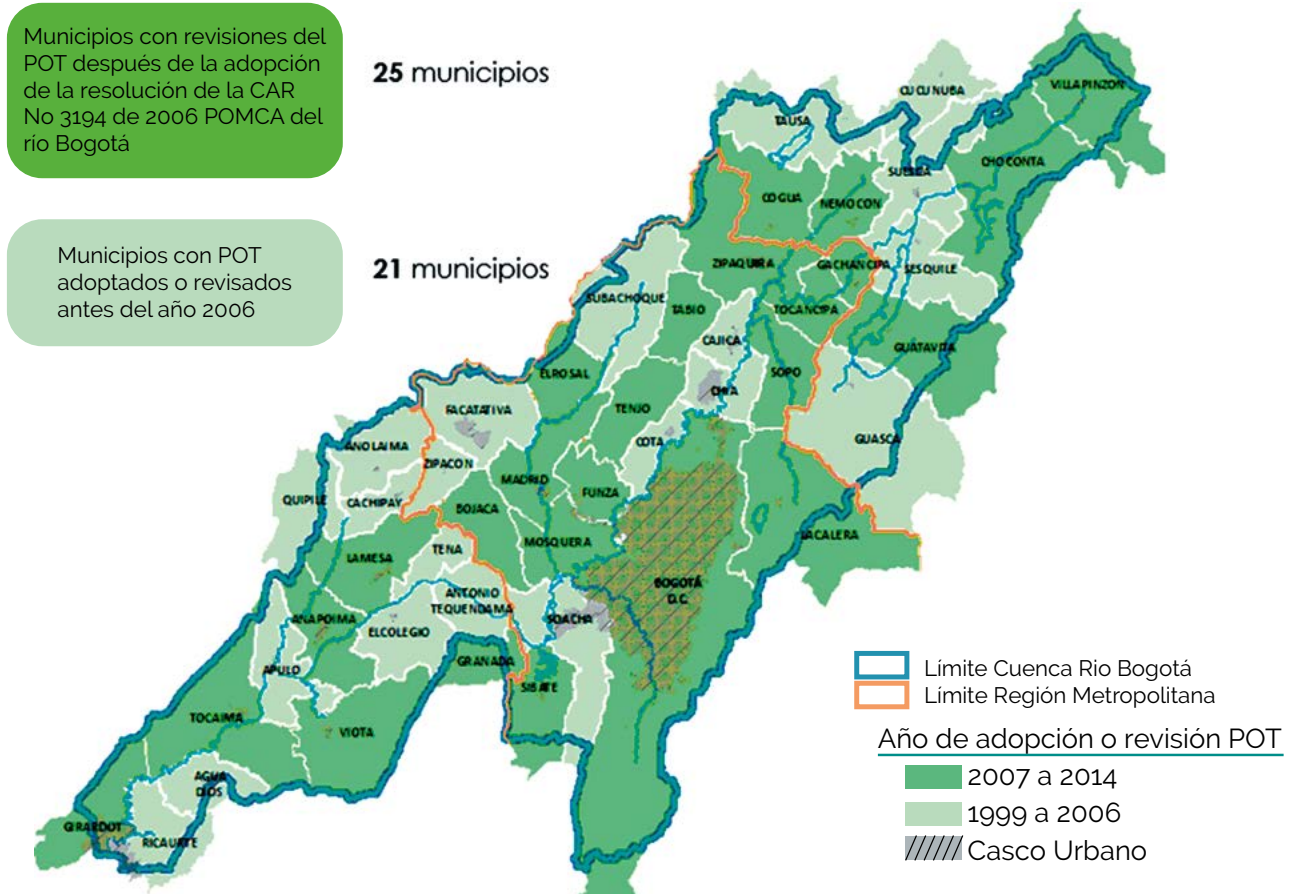 Municipios con revisiones del
POT después de la adopción
de la resolución de la CAR
No 3194 de 2006 POMCA del
río Bogotá
25 municipios
Municipios con POT
adoptados o revisados
antes del año 2006
21 municipios
CUCUNUBA
VILLAPINZON
TAUSA
CHOCONTA
SUESCA
COGUA
NEMOCON
ZIPAQUIRA
GACHANCIPA
SESQUILE
SUBACHOQUE
TABIO
TOCANCIPA
CAJICA
GUATAVITA
ELROSAL
SOPO
CHIA
TENJO
FACATATIVA
COTA
GUASCA
ANOLAIMA
ZIPACON
MADRID
FUNZA
QUIPILE
CACHIPAY
BOJACA
LACALERA
MOSQUERA
TENA
LAMESA
BOGOTÁ
D.C.
ANTONIO
TEQUENDAMA
SOACHA
ANAPOIMA
ELCOLEGIO
GRANADA
APULO
SIBATE
TOCAIMA
VIOTA
AGUA
DIOS
GIRARDOT
RICAURTE
Límite Cuenca Rio Bogotá
Límite Región Metropolitana
Año de adopción o revisión POT
2007 a 2014
1999 a 2006
Casco Urbano